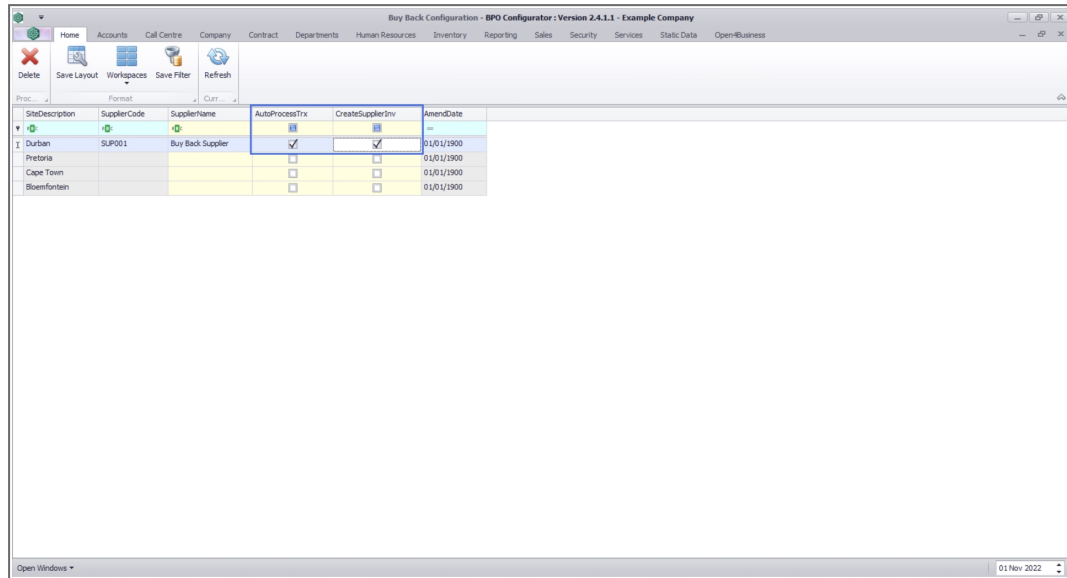 Buy Back Configuration - BPO Configurator : Version 2.4.1.1 - Example Company
Home Accounts Call Centre Company Contract Departments Human Resources Inventory Reporting Sales Security Services Static Data Open4Business
Delete Save Layout Workspaces Save Filter Refresh
Proc... Format Curr...
SiteDescription SupplierCode SupplierName AutoProcessTrx CreateSupplierInv AmendDate
Durban SUP001 Buy Back Supplier 01/01/1900
Pretoria 01/01/1900
Cape Town 01/01/1900
Bloemfontein 01/01/1900
Open Windows 01 Nov 2022